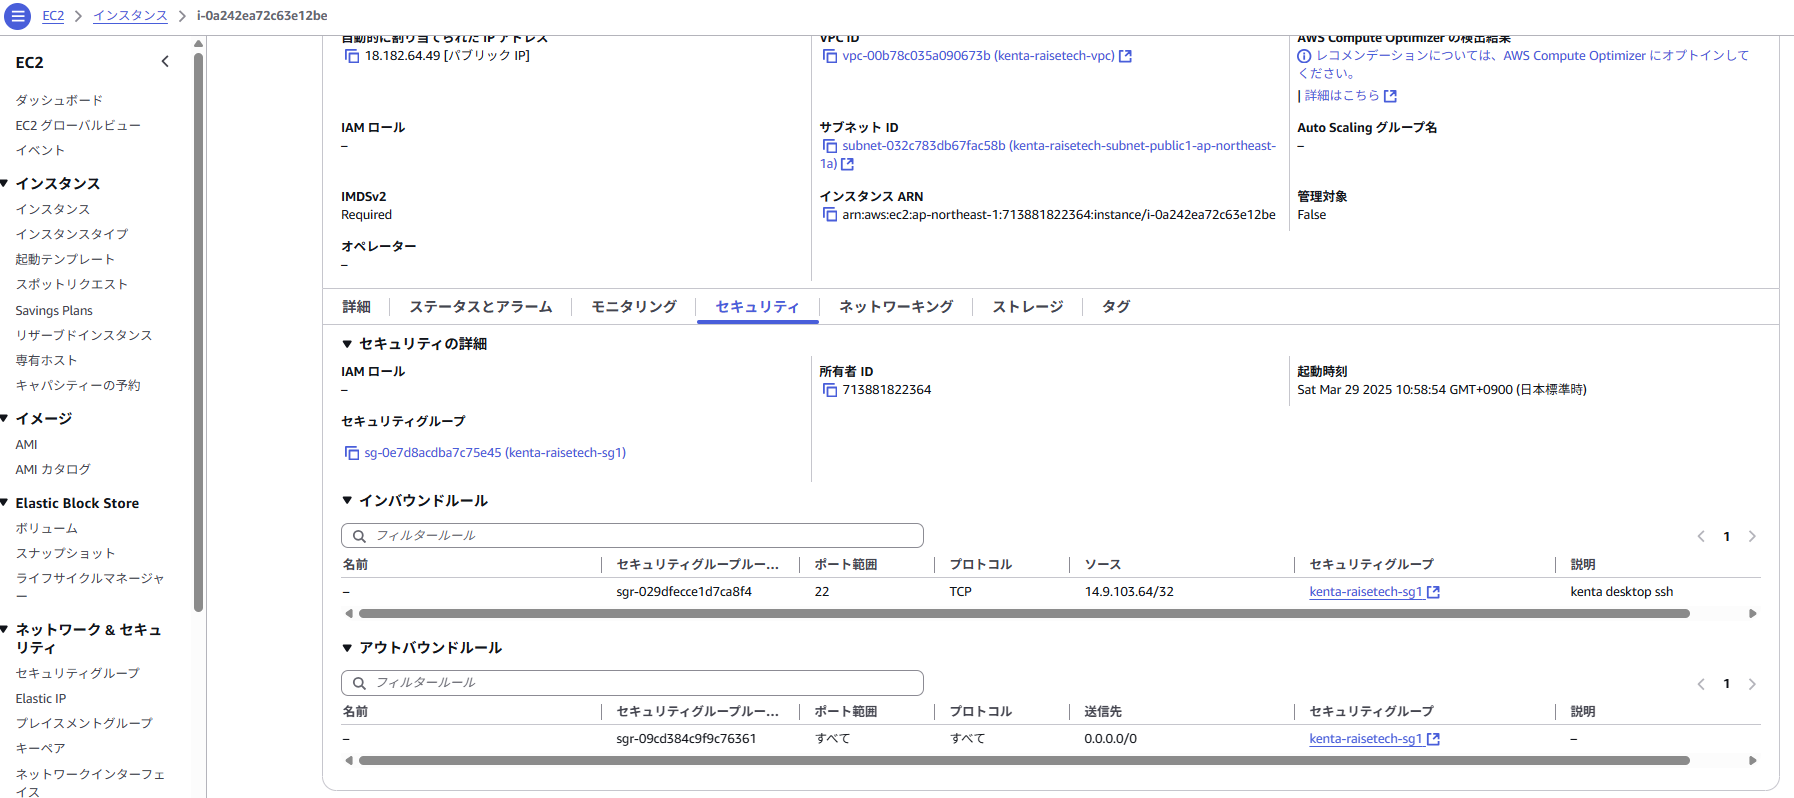 EC2 > インスタンス > i-0a242ea72c63e12be
EC2
ダッシュボード
EC2 グローバルビュー
イベント
インスタンス
インスタンス
インスタンスタイプ
起動テンプレート
スポットリクエスト
Savings Plans
リザーブドインスタンス
専有ホスト
キャパシティーの予約
イメージ
AMI
AMI カタログ
Elastic Block Store
ボリューム
スナップショット
ライフサイクルマネージャ
ー
ネットワーク & セキュ
リティ
セキュリティグループ
Elastic IP
プレイスメントグループ
キーペア
ネットワークインターフェ
イス
自動的に割り当てられた IP アドレス
18.182.64.49 [パブリック IP]
VPC ID
vpc-00b78c035a090673b (kenta-raisetech-vpc)
AWS Compute Optimizer の検出結果
レコメンデーションについては、AWS Compute Optimizer にオプトインして
ください。
| 詳細はこちら
IAM ロール
–
サブネット ID
subnet-032c783db67fac58b (kenta-raisetech-subnet-public1-ap-northeast-
1a)
Auto Scaling グループ名
–
IMDSv2
Required
インスタンス ARN
arn:aws:ec2:ap-northeast-1:713881822364:instance/i-0a242ea72c63e12be
管理対象
False
オペレーター
–
詳細 ステータスとアラーム モニタリング セキュリティ ネットワーキング ストレージ タグ
セキュリティの詳細
IAM ロール
–
所有者 ID
713881822364
起動時刻
Sat Mar 29 2025 10:58:54 GMT+0900 (日本標準時)
セキュリティグループ
sg-0e7d8acdba7c75e45 (kenta-raisetech-sg1)
インバウンドルール
フィルタールール
1
名前 セキュリティグループルー... ポート範囲 プロトコル ソース セキュリティグループ 説明
– sgr-029dfecce1d7ca8f4 22 TCP 14.9.103.64/32 kenta-raisetech-sg1 kenta desktop ssh
アウトバウンドルール
フィルタールール
1
名前 セキュリティグループルー... ポート範囲 プロトコル 送信先 セキュリティグループ 説明
– sgr-09cd384c9f9c76361 すべて すべて 0.0.0.0/0 kenta-raisetech-sg1 –